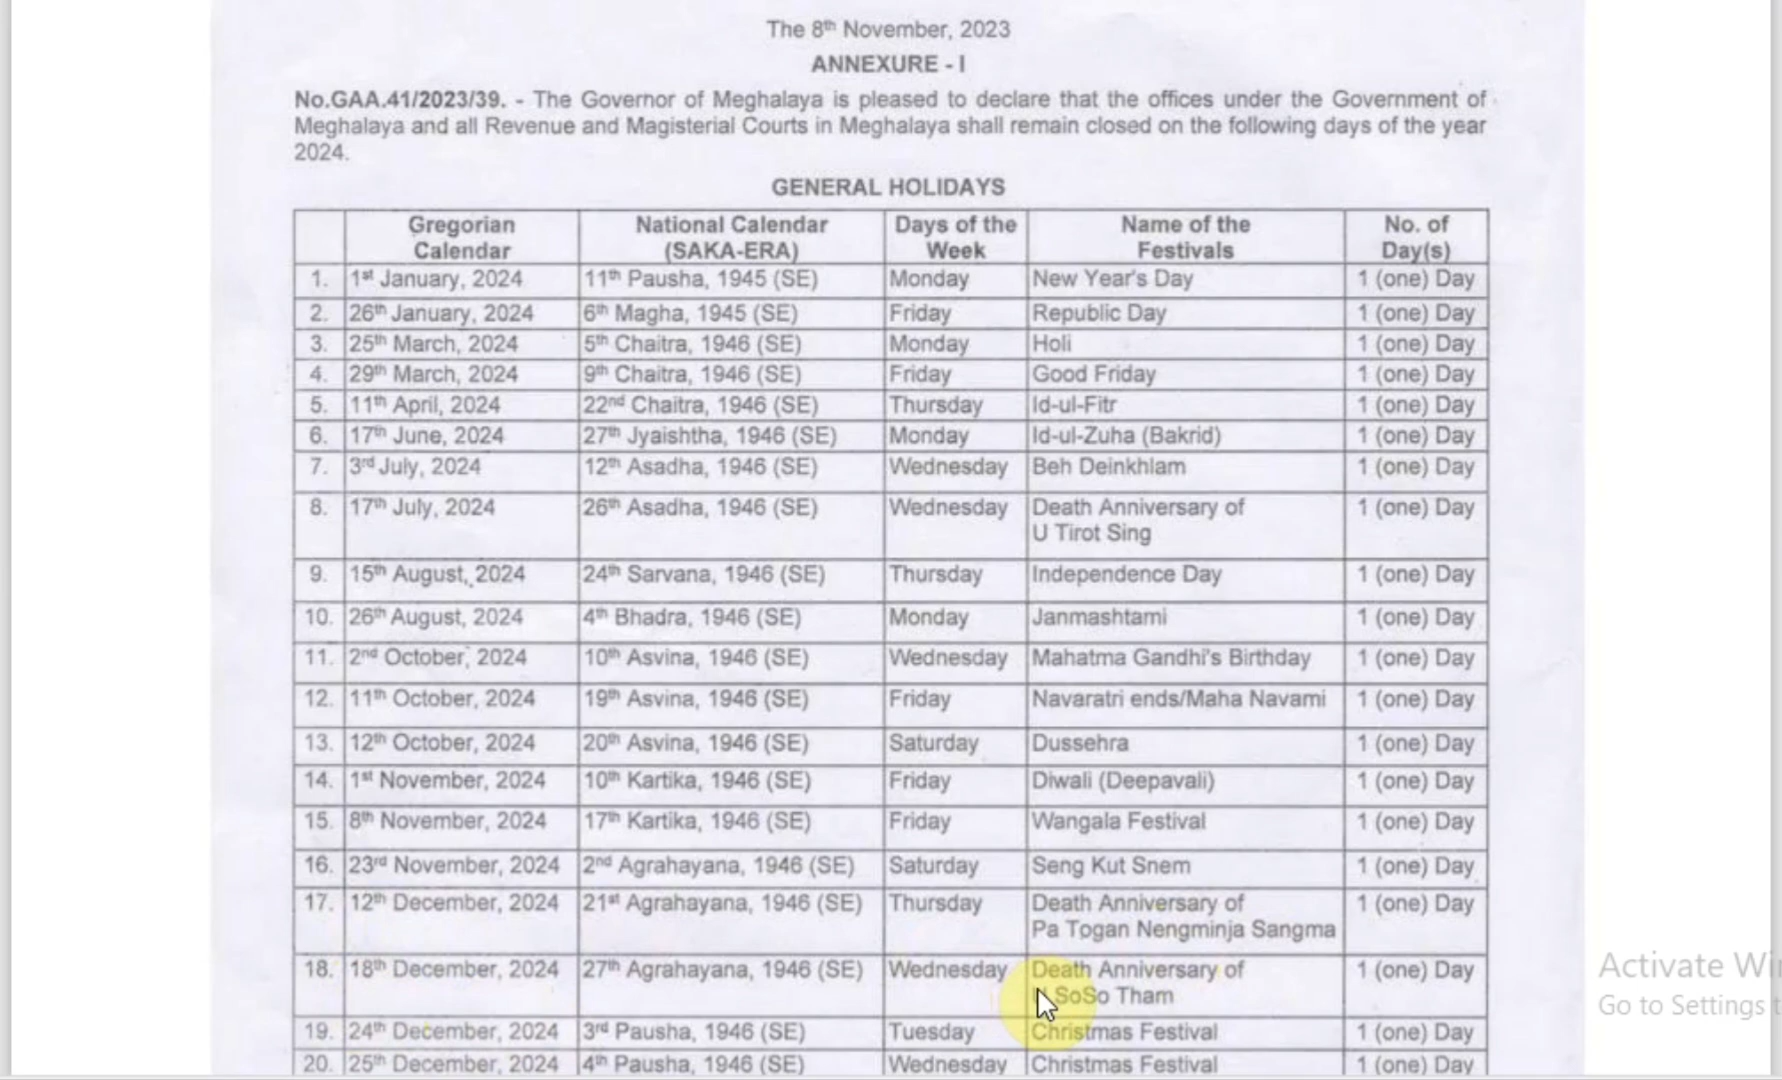 The 8th November, 2023
ANNEXURE - I
No.GAA.41/2023/39. - The Governor of Meghalaya is pleased to declare that the offices under the Government of
Meghalaya and all Revenue and Magisterial Courts in Meghalaya shall remain closed on the following days of the year
2024.
GENERAL HOLIDAYS
Gregorian Calendar National Calendar (SAKA-ERA) Days of the Week Name of the Festivals No. of Day(s)
1. 1st January, 2024 11th Pausha, 1945 (SE) Monday New Year's Day 1 (one) Day
2. 26th January, 2024 6th Magha, 1945 (SE) Friday Republic Day 1 (one) Day
3. 25th March, 2024 5th Chaitra, 1946 (SE) Monday Holi 1 (one) Day
4. 29th March, 2024 9th Chaitra, 1946 (SE) Friday Good Friday 1 (one) Day
5. 11th April, 2024 22nd Chaitra, 1946 (SE) Thursday Id-ul-Fitr 1 (one) Day
6. 17th June, 2024 27th Jyaishtha, 1946 (SE) Monday Id-ul-Zuha (Bakrid) 1 (one) Day
7. 3rd July, 2024 12th Asadha, 1946 (SE) Wednesday Beh Deinkhlam 1 (one) Day
8. 17th July, 2024 26th Asadha, 1946 (SE) Wednesday Death Anniversary of 1 (one) Day
U Tirot Sing
9. 15th August, 2024 24th Sarvana, 1946 (SE) Thursday Independence Day 1 (one) Day
10. 26th August, 2024 4th Bhadra, 1946 (SE) Monday Janmashtami 1 (one) Day
11. 2nd October, 2024 10th Asvina, 1946 (SE) Wednesday Mahatma Gandhi's Birthday 1 (one) Day
12. 11th October, 2024 19th Asvina, 1946 (SE) Friday Navaratri ends/Maha Navami 1 (one) Day
13. 12th October, 2024 20th Asvina, 1946 (SE) Saturday Dussehra 1 (one) Day
14. 1st November, 2024 10th Kartika, 1946 (SE) Friday Diwali (Deepavali) 1 (one) Day
15. 8th November, 2024 17th Kartika, 1946 (SE) Friday Wangala Festival 1 (one) Day
16. 23rd November, 2024 2nd Agrahayana, 1946 (SE) Saturday Seng Kut Snem 1 (one) Day
17. 12th December, 2024 21st Agrahayana, 1946 (SE) Thursday Death Anniversary of 1 (one) Day
Pa Togan Nengminja Sangma
18. 18th December, 2024 27th Agrahayana, 1946 (SE) Wednesday Death Anniversary of 1 (one) Day
SoSo Tham
19. 24th December, 2024 3rd Pausha, 1946 (SE) Tuesday Christmas Festival 1 (one) Day
20. 25th December, 2024 4th Pausha, 1946 (SE) Wednesday Christmas Festival 1 (one) Day
Activate
Go to Settings